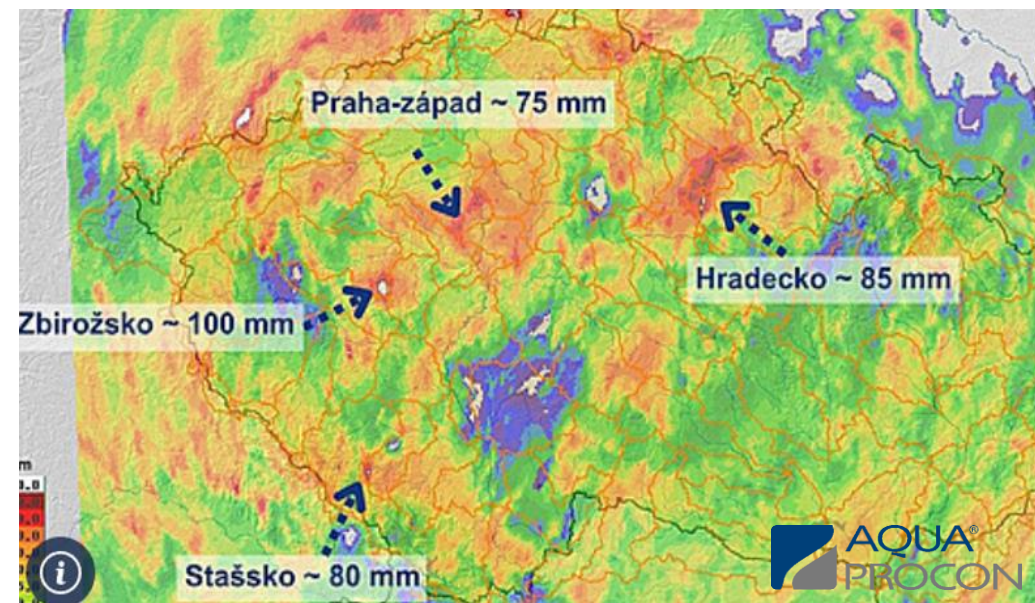 Praha-západ ~ 75 mm
Hradecko ~ 85 mm
Zbirožsko ~ 100 mm
Stašsko ~ 80 mm
i
AQUA®
PROCON